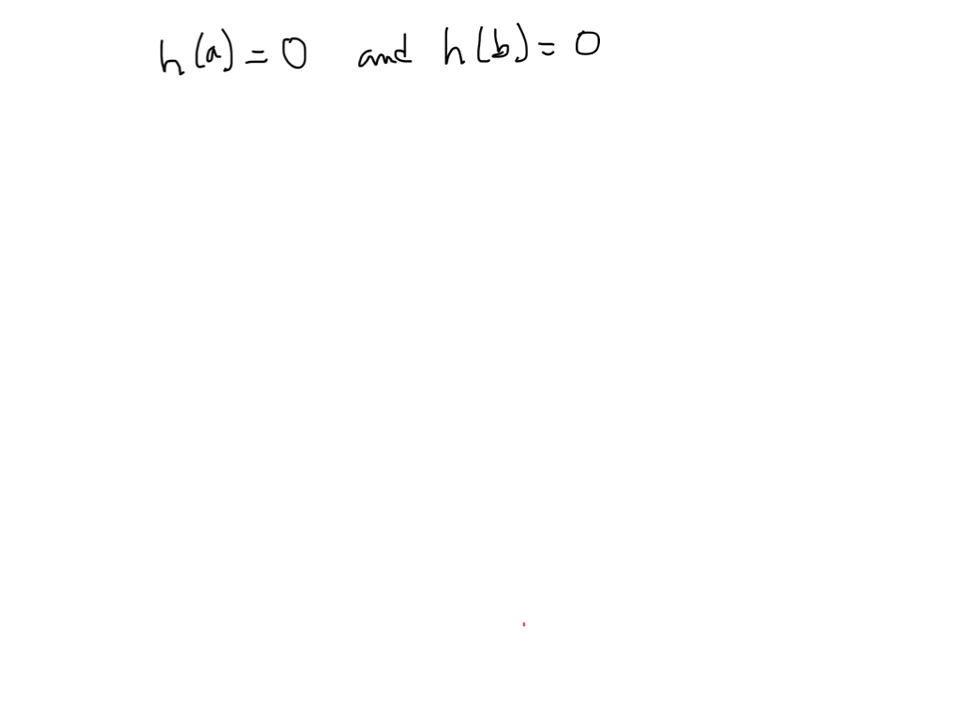 h(a) = 0 and h(b) = 0